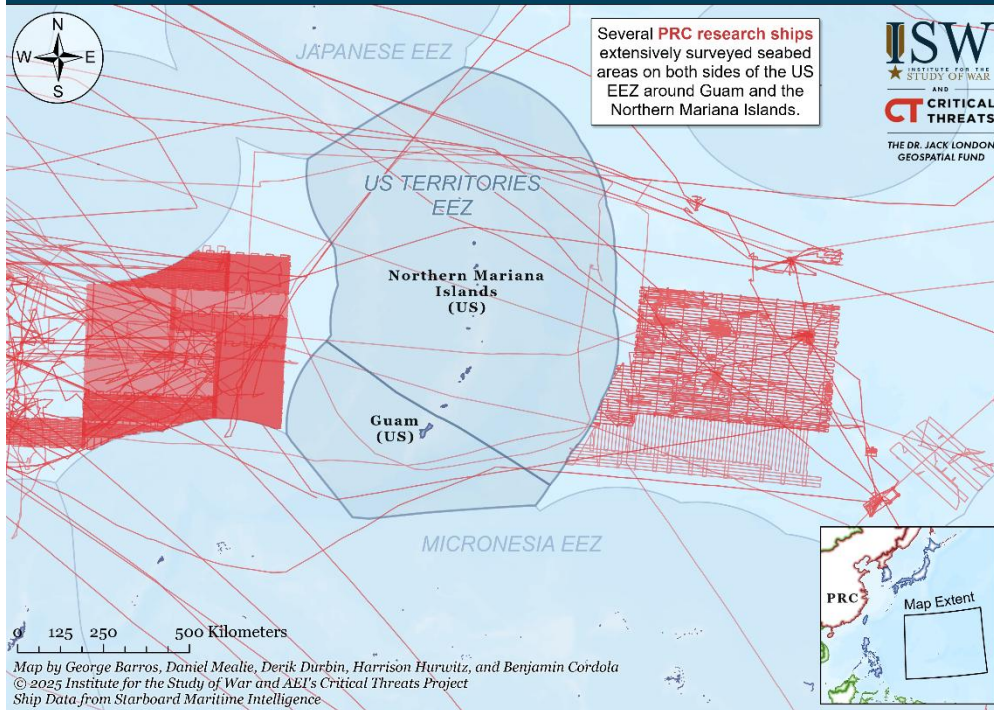 N
W
E
S
JAPANESE EEZ
Several PRC research ships
extensively surveyed seabed
areas on both sides of the US
EEZ around Guam and the
Northern Mariana Islands.
ISW
INSTITUTE FOR THE
STUDY OF WAR
AND
CT CRITICAL
THREATS
THE DR. JACK LONDON
GEOSPATIAL FUND
US TERRITORIES
EEZ
Northern Mariana
Islands
(US)
Guam
(US)
MICRONESIA EEZ
PRC
Map Extent
0 125 250 500 Kilometers
Map by George Barros, Daniel Mealie, Derik Durbin, Harrison Hurwitz, and Benjamin Cordola
© 2025 Institute for the Study of War and AEI's Critical Threats Project
Ship Data from Starboard Maritime Intelligence